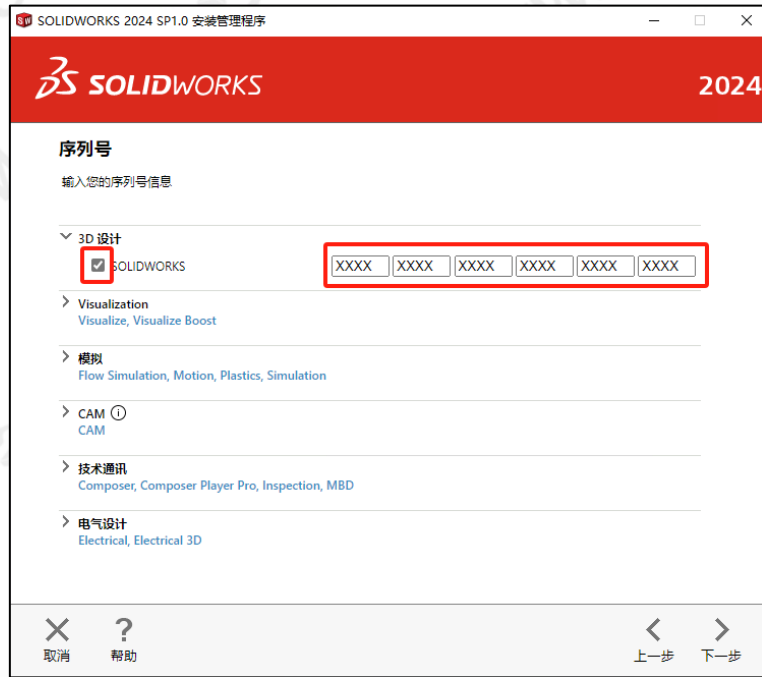 SOLIDWORKS 2024 SP1.0 安装管理程序
SOLIDWORKS 2024
序列号
输入您的序列号信息
3D 设计
SOLIDWORKS XXXX XXXX XXXX XXXX XXXX XXXX
Visualization
Visualize, Visualize Boost
模拟
Flow Simulation, Motion, Plastics, Simulation
CAM
CAM
技术通讯
Composer, Composer Player Pro, Inspection, MBD
电气设计
Electrical, Electrical 3D
取消 帮助 上一步 下一步